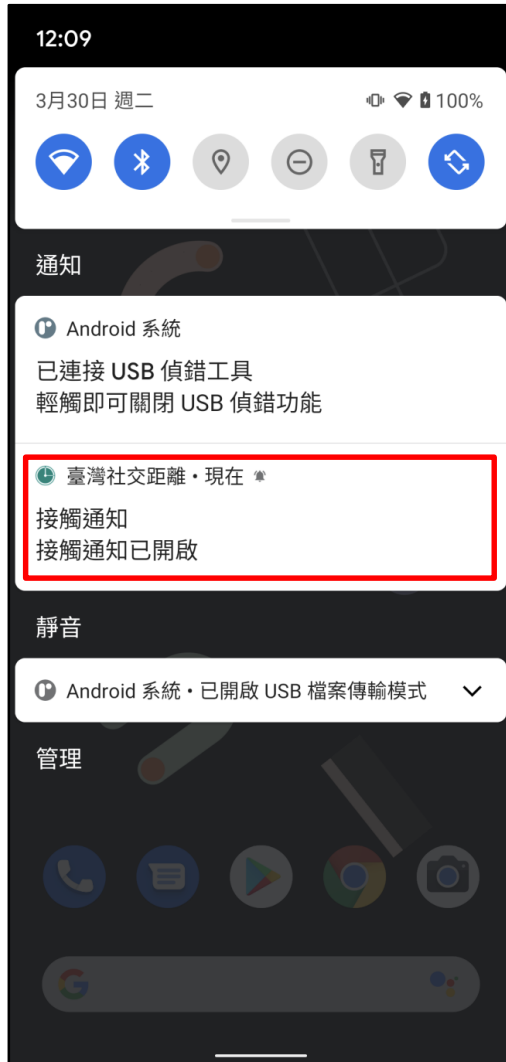 12:09
3月30日 週二 100%
通知
Android 系統
已連接 USB 偵錯工具
輕觸即可關閉 USB 偵錯功能
臺灣社交距離・現在
接觸通知
接觸通知已開啟
靜音
Android 系統・已開啟 USB 檔案傳輸模式
管理
G